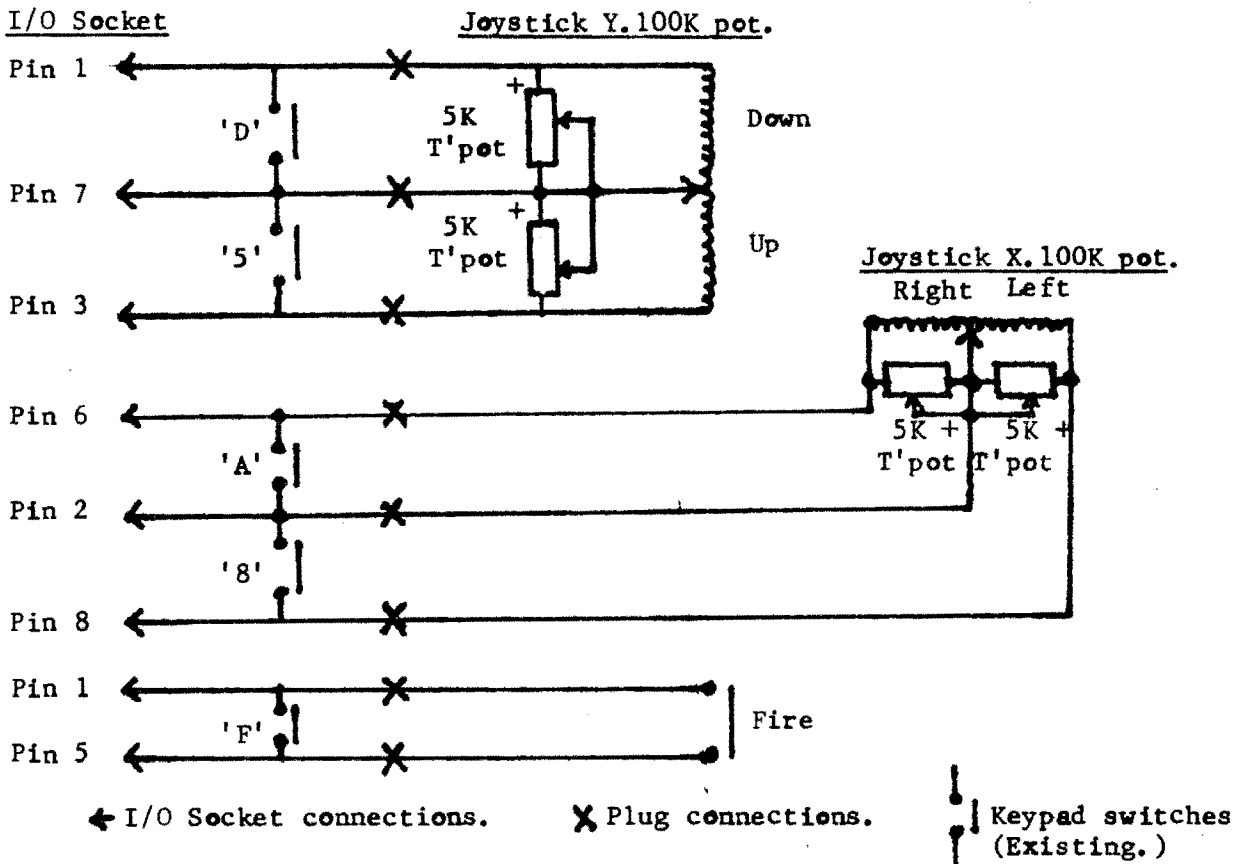 I/O Socket
Joystick Y.100K pot.
Pin 1
+
5K
T'pot
Down
'D'
Pin 7
+
5K
T'pot
Up
'5'
Pin 3
Joystick X.100K pot.
Right Left
Pin 6
5K + 5K +
T'pot T'pot
'A'
Pin 2
'8'
Pin 8
Pin 1
Fire
'F'
Pin 5
I/O Socket connections.
Plug connections.
Keypad switches
(Existing.)